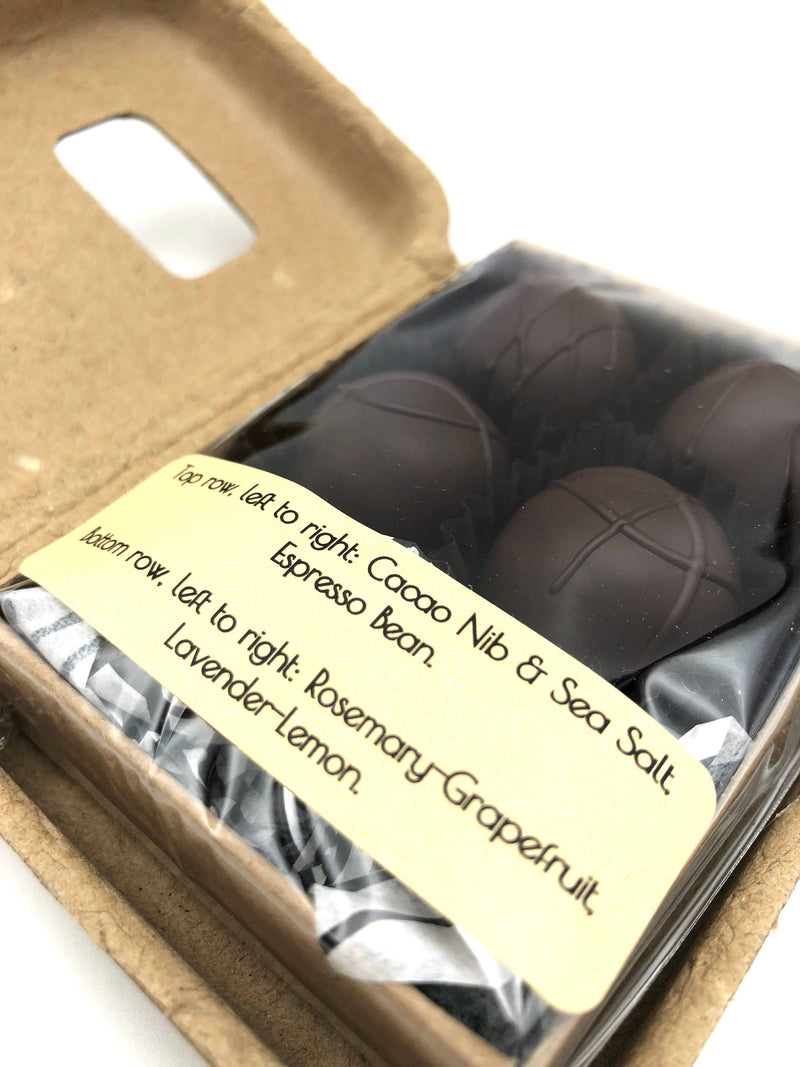 Top row, left to right: Cacao Nib & Sea Salt,
Espresso Bean.
Bottom row, left to right: Rosemary-Grapefruit,
Lavender-Lemon.